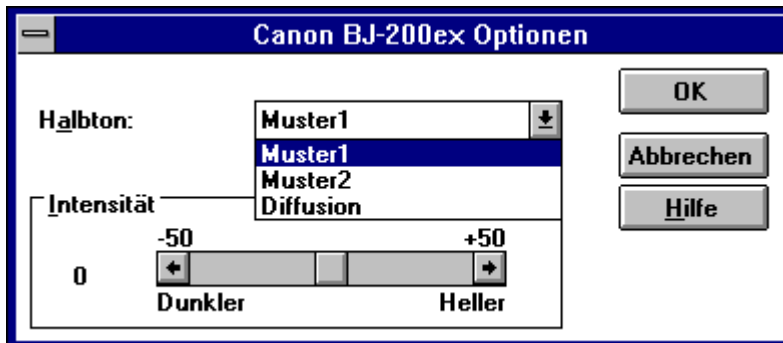 Canon BJ-200ex Optionen
Halbton:
Muster1
Muster1
Muster2
Diffusion
OK
Abbrechen
Hilfe
Intensität
-50 +50
0
Dunkler Heller